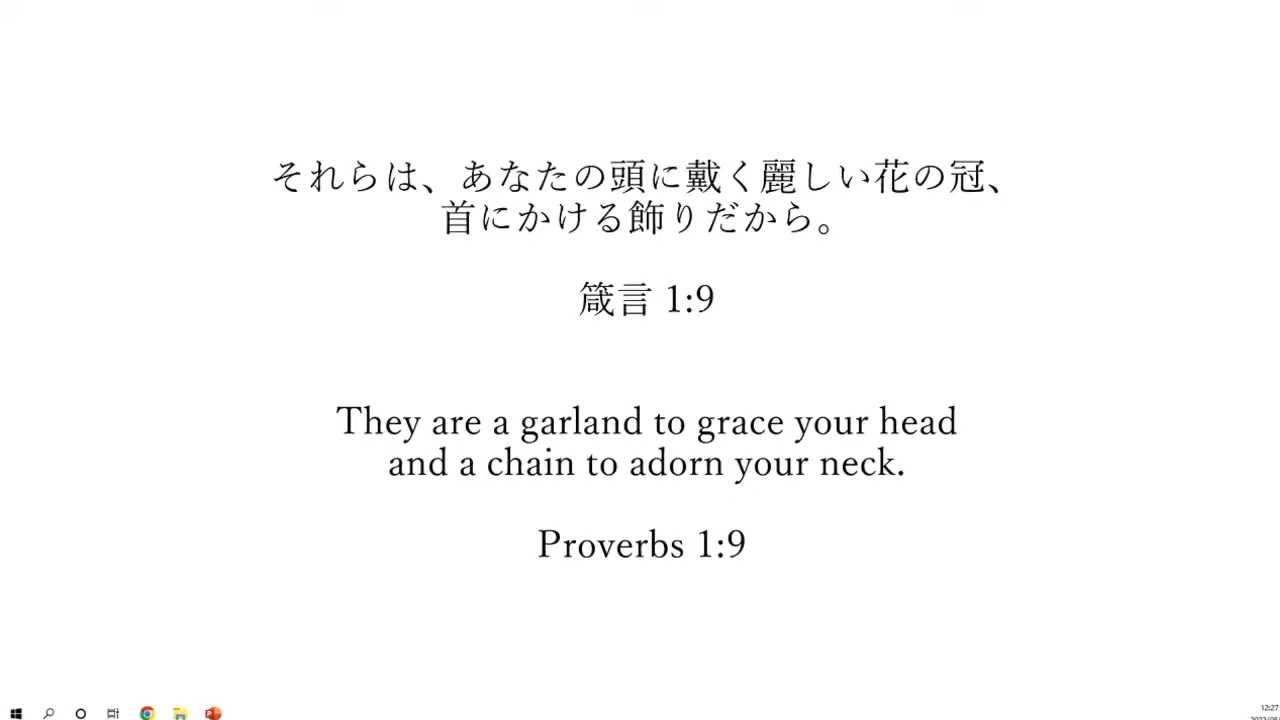 それらは、あなたの頭に戴く麗しい花の冠、
首にかける飾りだから。
箴言 1:9
They are a garland to grace your head
and a chain to adorn your neck.
Proverbs 1:9
12:27